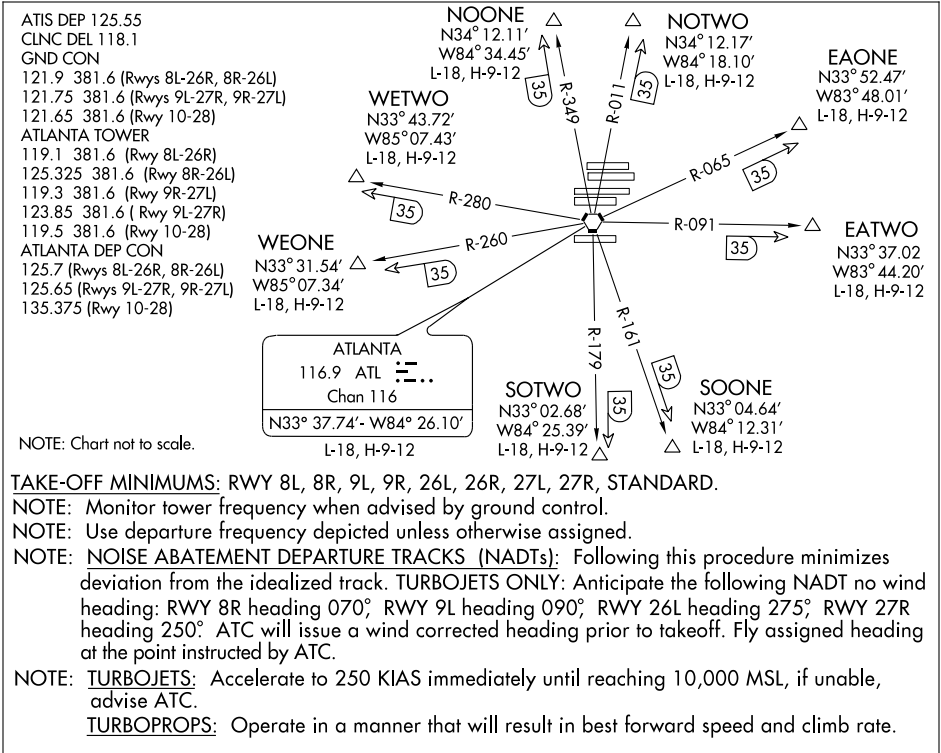 ATIS DEP 125.55
CLNC DEL 118.1
GND CON
121.9 381.6 (Rwys 8L-26R, 8R-26L)
121.75 381.6 (Rwys 9L-27R, 9R-27L)
121.65 381.6 (Rwy 10-28)
ATLANTA TOWER
119.1 381.6 (Rwy 8L-26R)
125.325 381.6 (Rwy 8R-26L)
119.3 381.6 (Rwy 9R-27L)
123.85 381.6 ( Rwy 9L-27R)
119.5 381.6 (Rwy 10-28)
ATLANTA DEP CON
125.7 (Rwys 8L-26R, 8R-26L)
125.65 (Rwys 9L-27R, 9R-27L)
135.375 (Rwy 10-28)
NOONE
N34° 12.11′
W84° 34.45′
L-18, H-9-12
35
R-349
NOTWO
N34° 12.17′
W84° 18.10′
L-18, H-9-12
35
R-011
EAONE
N33° 52.47′
W83° 48.01′
L-18, H-9-12
R-065
35
WETWO
N33° 43.72′
W85° 07.43′
L-18, H-9-12
R-280
35
WEONE
N33° 31.54′
W85° 07.34′
L-18, H-9-12
R-260
35
R-091
35
EATWO
N33° 37.02
W83° 44.20′
L-18, H-9-12
ATLANTA
116.9 ATL
Chan 116
N33° 37.74′- W84° 26.10′
L-18, H-9-12
R-179
35
SOTWO
N33° 02.68′
W84° 25.39′
L-18, H-9-12
R-161
35
SOONE
N33° 04.64′
W84° 12.31′
L-18, H-9-12
NOTE: Chart not to scale.
TAKE-OFF MINIMUMS: RWY 8L, 8R, 9L, 9R, 26L, 26R, 27L, 27R, STANDARD.
NOTE: Monitor tower frequency when advised by ground control.
NOTE: Use departure frequency depicted unless otherwise assigned.
NOTE: NOISE ABATEMENT DEPARTURE TRACKS (NADTs): Following this procedure minimizes
deviation from the idealized track. TURBOJETS ONLY: Anticipate the following NADT no wind
heading: RWY 8R heading 070°, RWY 9L heading 090°, RWY 26L heading 275°, RWY 27R
heading 250°. ATC will issue a wind corrected heading prior to takeoff. Fly assigned heading
at the point instructed by ATC.
NOTE: TURBOJETS: Accelerate to 250 KIAS immediately until reaching 10,000 MSL, if unable,
advise ATC.
TURBOPROPS: Operate in a manner that will result in best forward speed and climb rate.